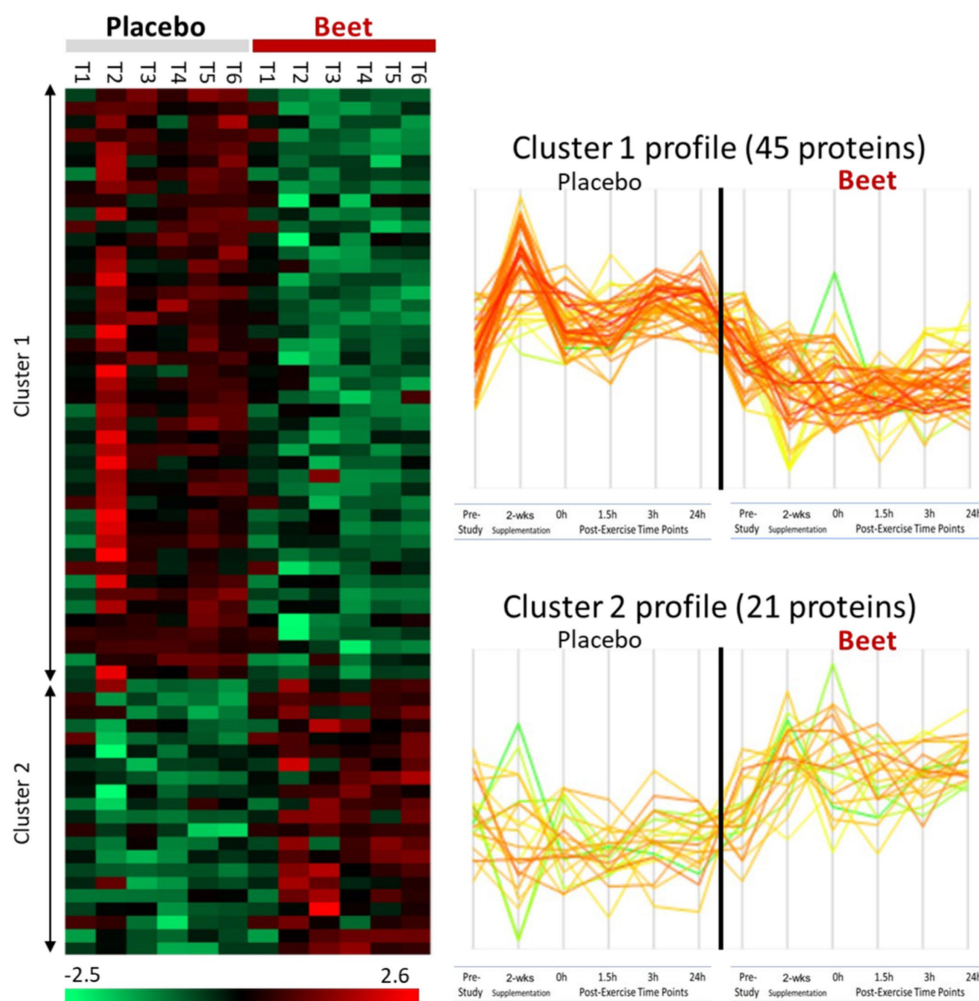 Placebo Beet
T1 T2 T3 T4 T5 T6 T1 T2 T3 T4 T5 T6
Cluster 1
Cluster 2
-2.5 2.6
Cluster 1 profile (45 proteins)
Placebo Beet
Pre-Study 2-wks Supplementation 0h 1.5h 3h 24h Post-Exercise Time Points Pre-Study 2-wks Supplementation 0h 1.5h 3h 24h Post-Exercise Time Points
Cluster 2 profile (21 proteins)
Placebo Beet
Pre-Study 2-wks Supplementation 0h 1.5h 3h 24h Post-Exercise Time Points Pre-Study 2-wks Supplementation 0h 1.5h 3h 24h Post-Exercise Time Points